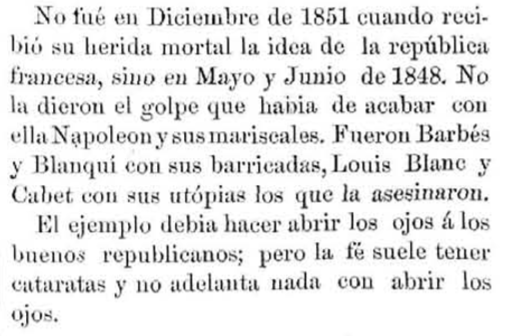 No fué en Diciembre de 1851 cuando reci-
bió su herida mortal la idea de la república
francesa, sino en Mayo y Junio de 1848. No
la dieron el golpe que habia de acabar con
ella Napoleon y sus mariscales. Fueron Barbés
y Blanquí con sus barricadas, Louis Blanc y
Cabet con sus utópias los que la asesinaron.
El ejemplo debia hacer abrir los ojos á los
buenos republicanos; pero la fé suele tener
cataratas y no adelanta nada con abrir los
ojos.